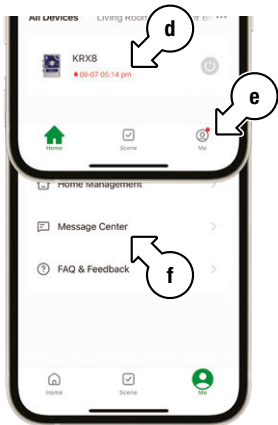 All Devices Living Room
d
KRX8
09-07 05:14 pm
e
Home Scene Me
Home Management
Message Center
f
FAQ & Feedback
Home Scene Me